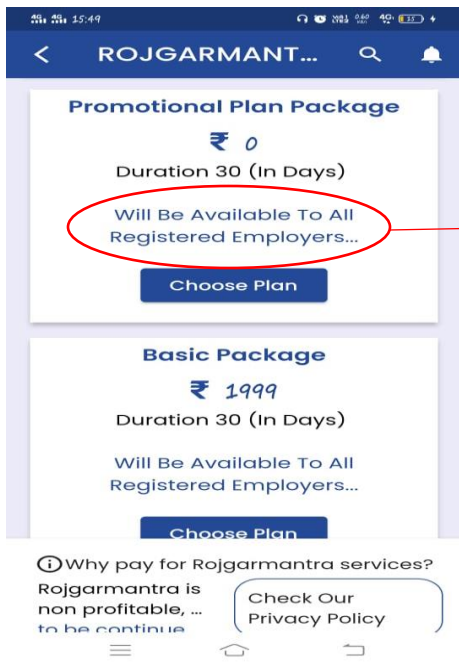 15:49
ROJGARMANT...
Promotional Plan Package
₹ 0
Duration 30 (In Days)
Will Be Available To All
Registered Employers...
Choose Plan
Basic Package
₹ 1999
Duration 30 (In Days)
Will Be Available To All
Registered Employers...
Choose Plan
Why pay for Rojgarmantra services?
Rojgarmantra is
non profitable, ...
to be continue
Check Our
Privacy Policy